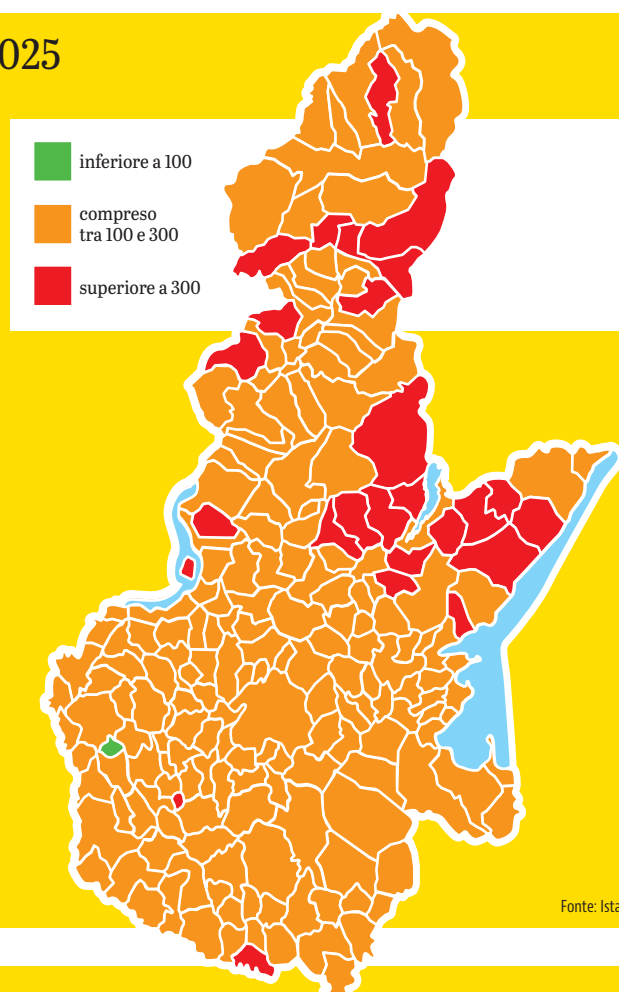 025
inferiore a 100
compreso
tra 100 e 300
superiore a 300
Fonte: Ista